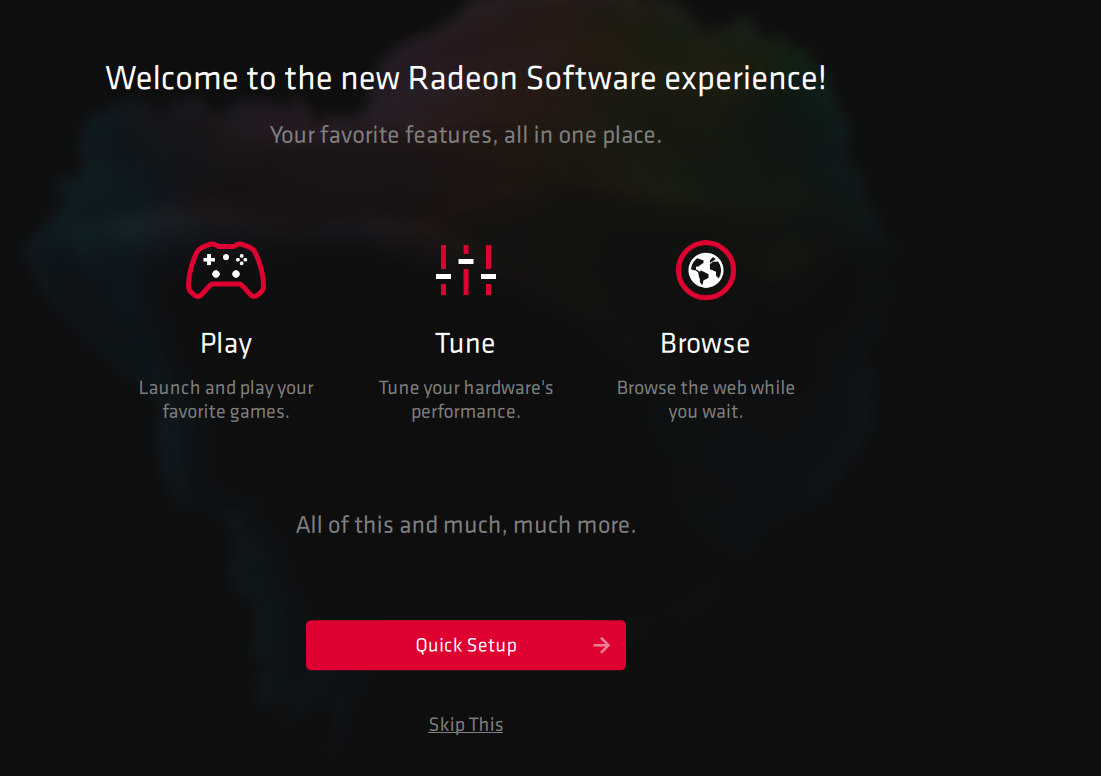 Welcome to the new Radeon Software experience!
Your favorite features, all in one place.
Play
Launch and play your
favorite games.
Tune
Tune your hardware's
performance.
Browse
Browse the web while
you wait.
All of this and much, much more.
Quick Setup
Skip This